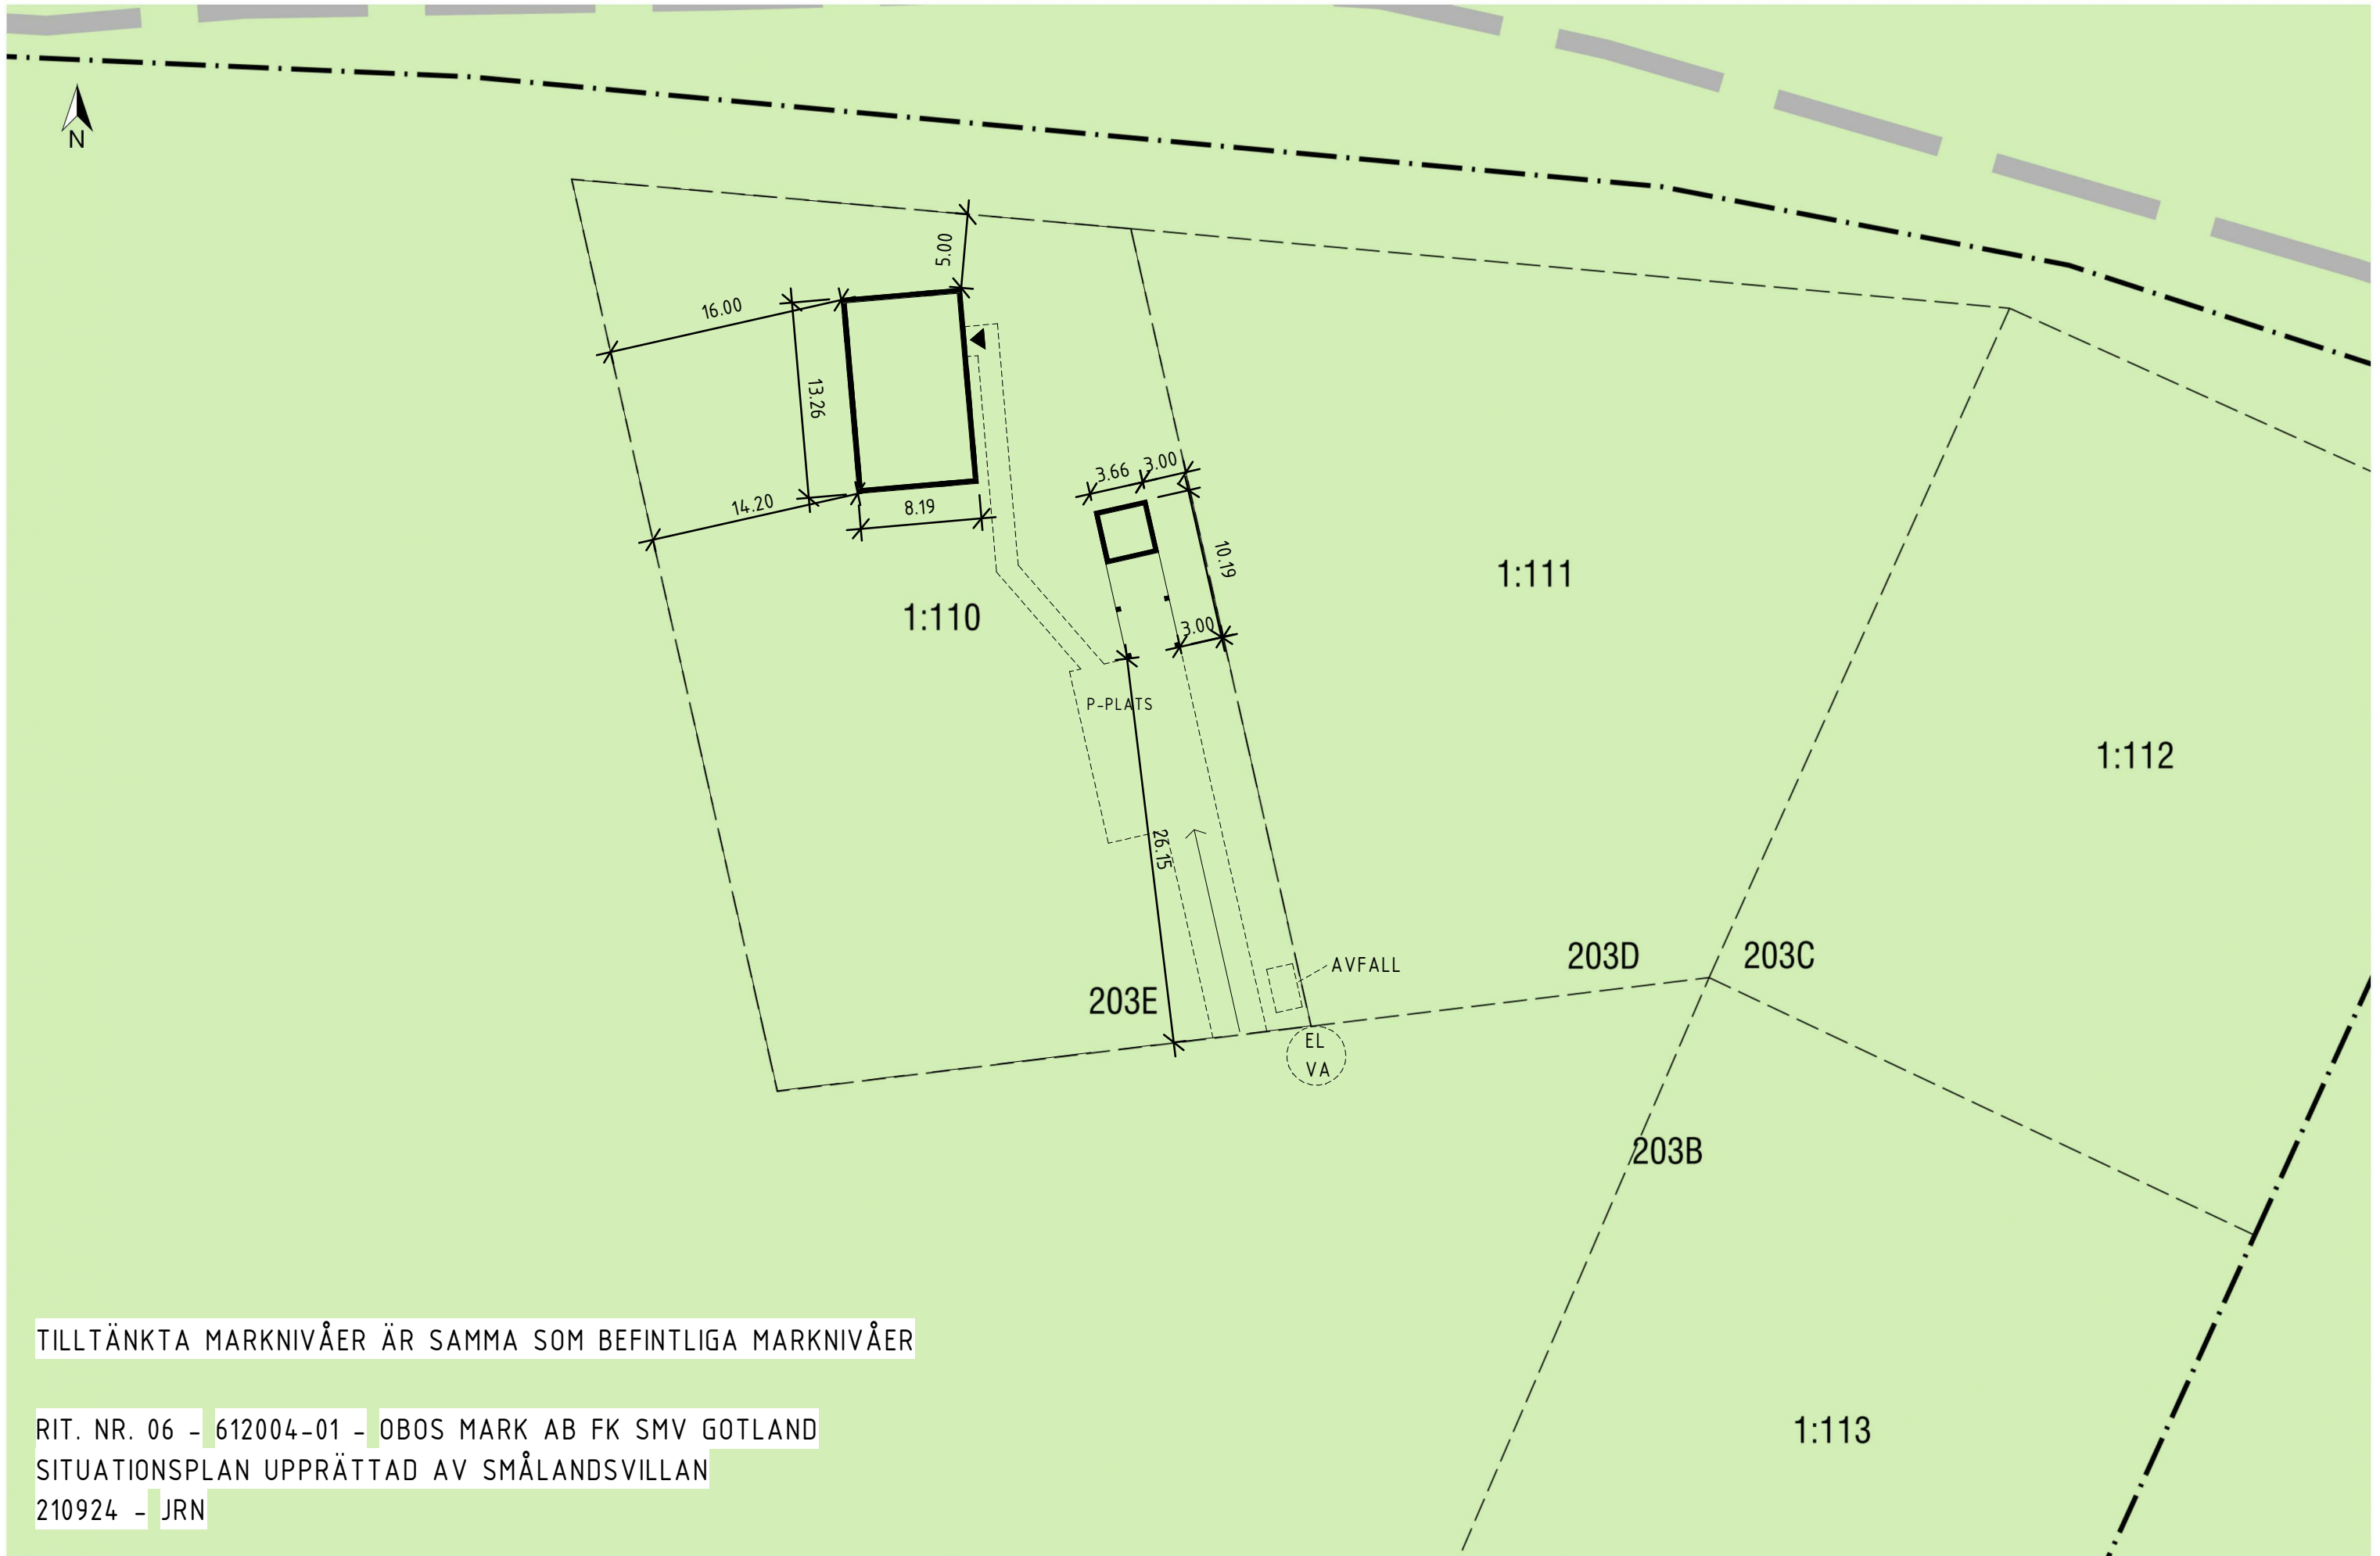 N
5.00
16.00
13.26
14.20
8.19
3.66
3.00
10.19
3.00
1:110
1:111
1:112
P-PLATS
26.15
203E
203D
203C
AVFALL
EL
VA
203B
1:113
TILLTÄNKTA MARKNIVÅER ÄR SAMMA SOM BEFINTLIGA MARKNIVÅER
RIT. NR. 06 - 612004-01 - OBOS MARK AB FK SMV GOTLAND
SITUATIONSPLAN UPPRÄTTAD AV SMÅLANDSVILLAN
210924 - JRN